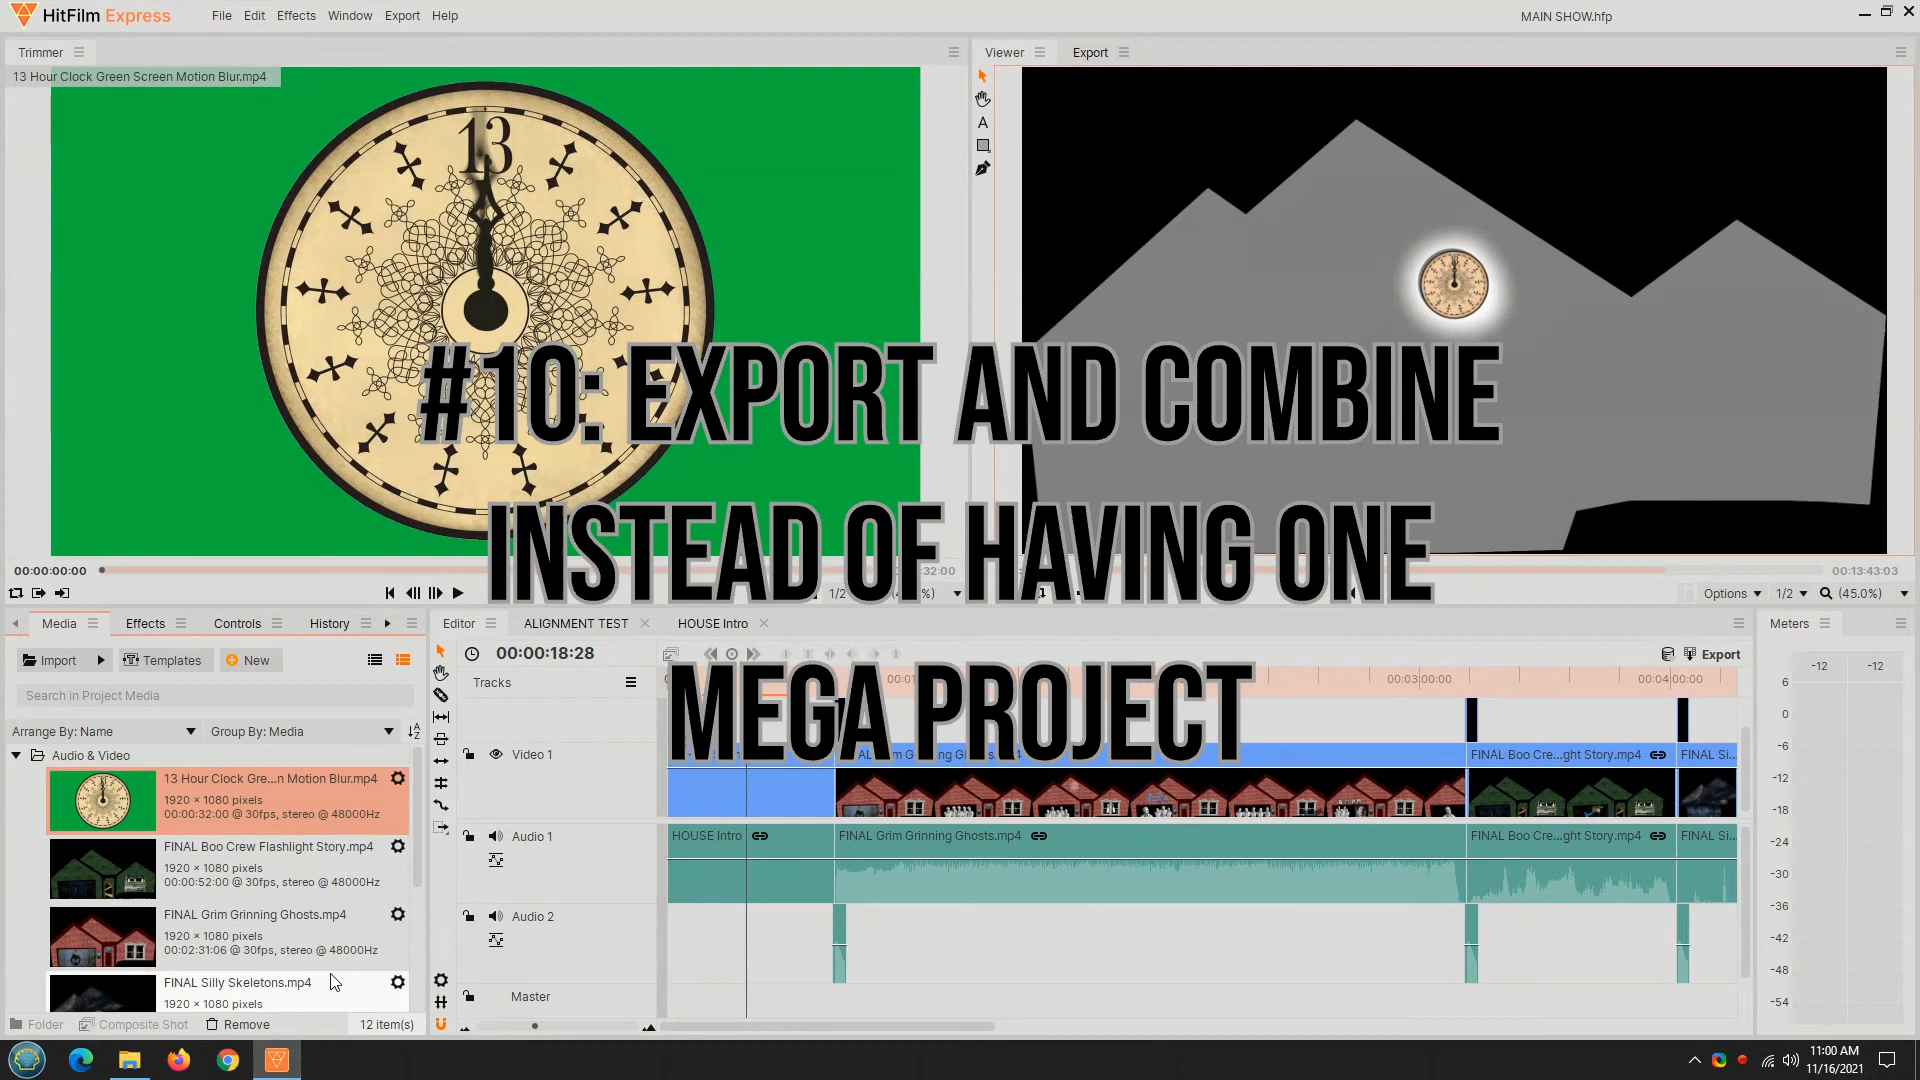 HitFilm Express
File Edit Effects Window Export Help
MAIN SHOW.hfp
Trimmer
Viewer Export
13 Hour Clock Green Screen Motion Blur.mp4
13
A
#10: EXPORT AND COMBINE
INSTEAD OF HAVING ONE
MEGA PROJECT
00:00:00:00
32:00
00:13:43:03
1/2
%)
Options 1/2 (45.0%)
Media Effects Controls History
Editor ALIGNMENT TEST HOUSE Intro
Meters
Import Templates New
00:00:18:28
Export
Search in Project Media
Tracks
00:01
00:03:00:00
00:04:00:00
Arrange By: Name Group By: Media
Audio & Video
13 Hour Clock Gre...n Motion Blur.mp4
1920 × 1080 pixels
00:00:32:00 @ 30fps, stereo @ 48000Hz
FINAL Boo Crew Flashlight Story.mp4
1920 × 1080 pixels
00:00:52:00 @ 30fps, stereo @ 48000Hz
FINAL Grim Grinning Ghosts.mp4
1920 × 1080 pixels
00:02:31:06 @ 30fps, stereo @ 48000Hz
FINAL Silly Skeletons.mp4
1920 × 1080 pixels
Folder Composite Shot Remove 12 item(s)
Video 1
FINAL Boo Cre...ght Story.mp4 FINAL Si...
Audio 1
HOUSE Intro FINAL Grim Grinning Ghosts.mp4 FINAL Boo Cre...ght Story.mp4 FINAL Si...
Audio 2
Master
-12 -12
6
0
-6
-12
-18
-24
-30
-36
-42
-48
-54
11:00 AM
11/16/2021